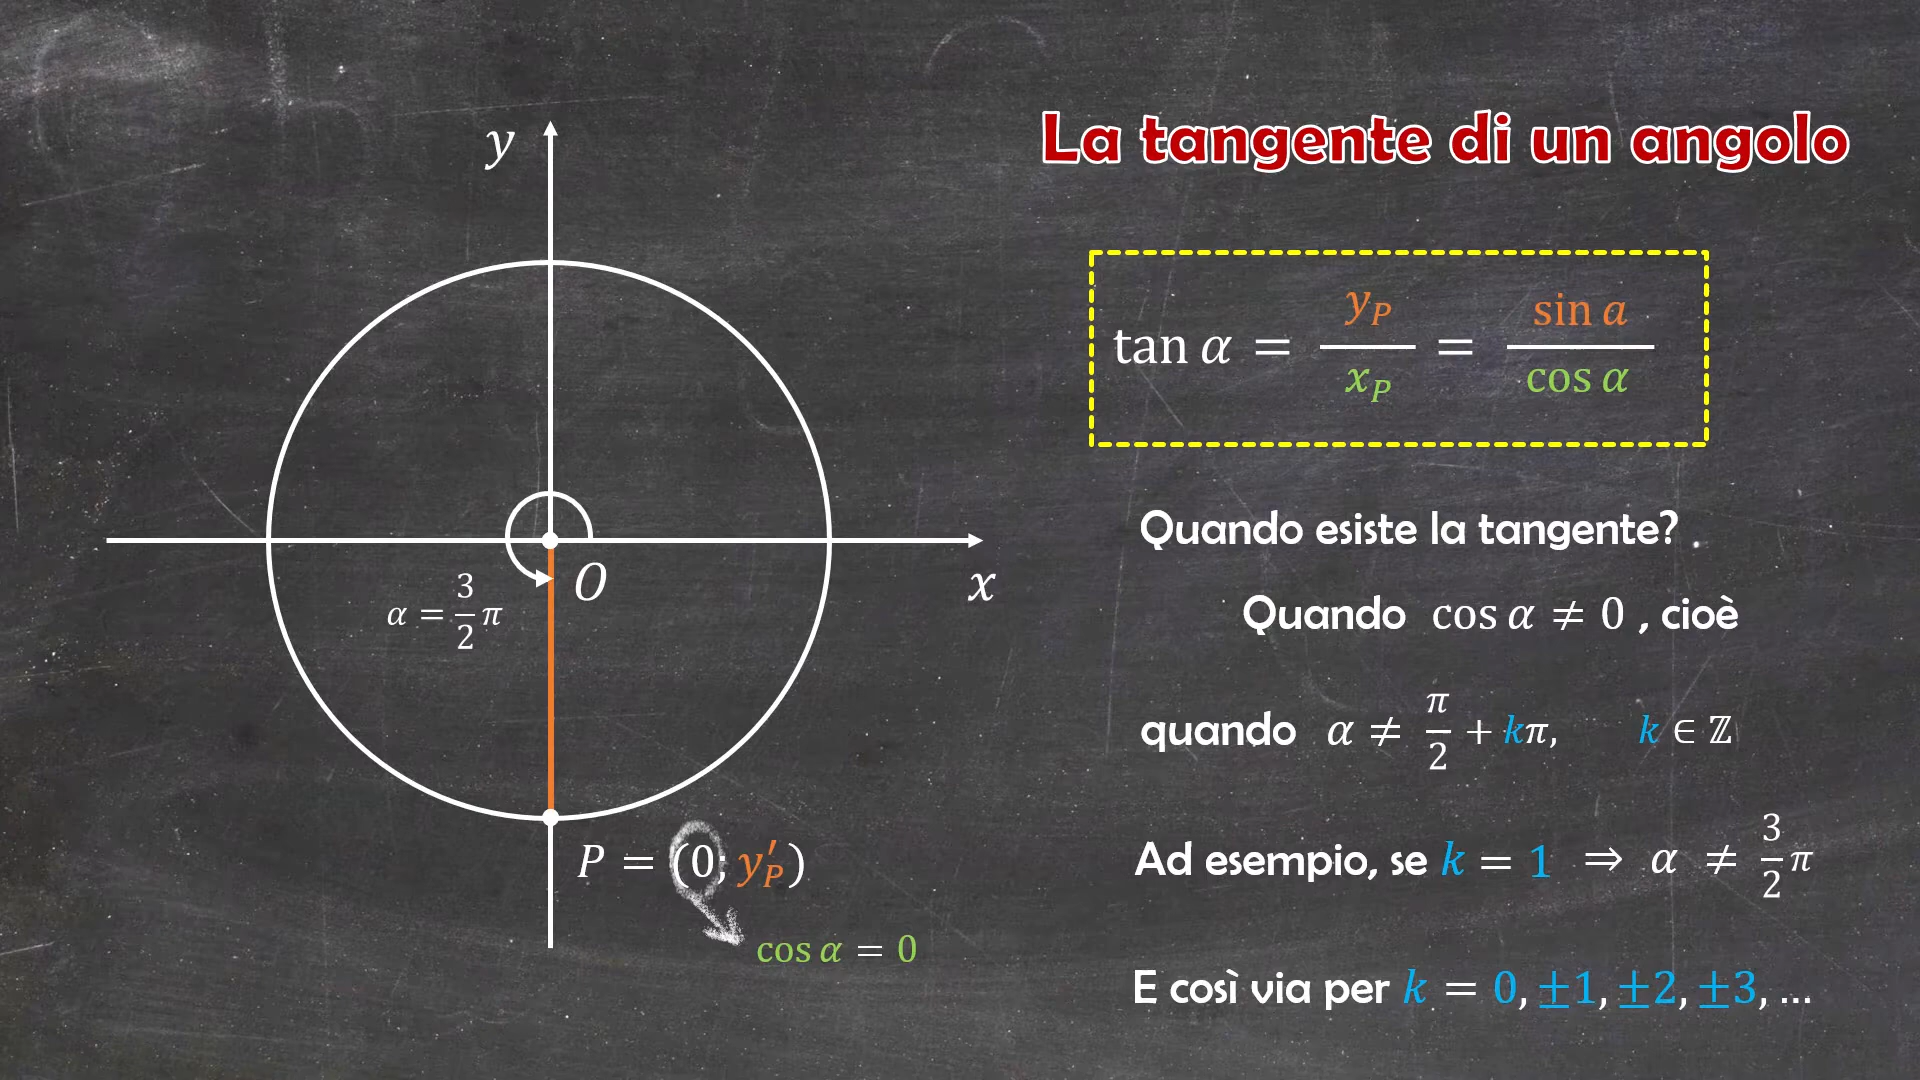 La tangente di un angolo
y
tan α = y_P / x_P = sin a / cos α
Quando esiste la tangente?
O
x
α = 3/2 π
Quando cos α ≠ 0 , cioè
quando α ≠ π/2 + kπ, k ∈ ℤ
P = (0; y'_P)
Ad esempio, se k = 1 ⇒ α ≠ 3/2 π
cos α = 0
E così via per k = 0, ±1, ±2, ±3, ...